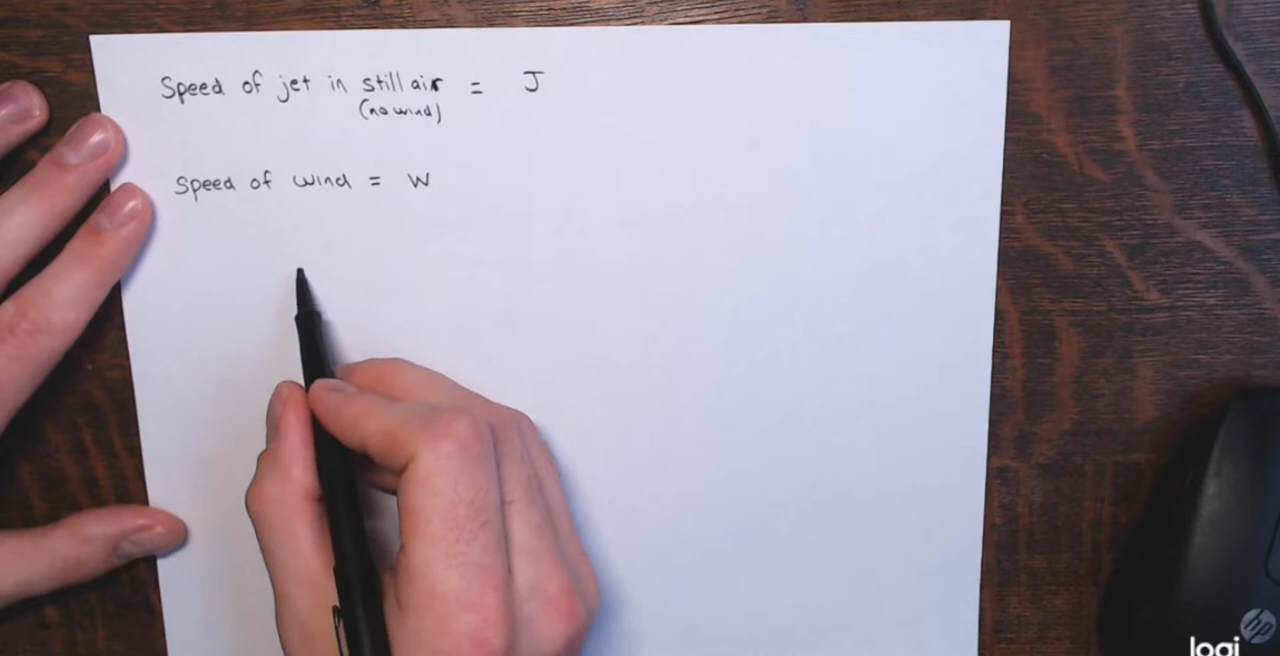 Speed of jet in still air = J
(no wind)
Speed of wind = W
hp
logi